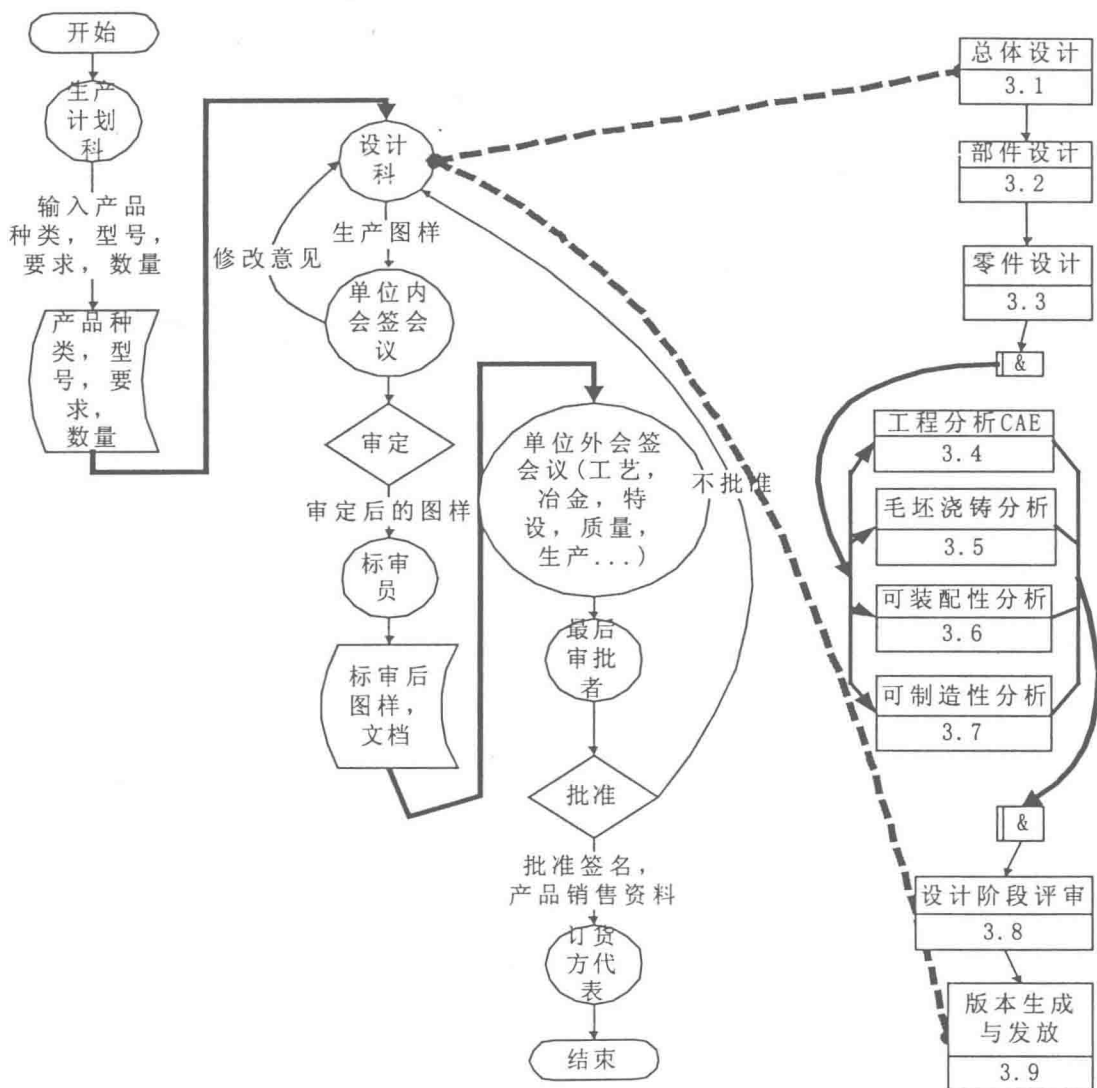 开始
生产
计划
科
输入产品
种类，型号，
要求，数量
产品种
类，型
号，要
求，
数量
设计
科
生产图样
修改意见
单位内
会签会
议
审定
审定后的图样
标审
员
标审后
图样，
文档
单位外会签
会议(工艺，
冶金，特
设，质量，
生产...)
不批准
最后
审批
者
批准
批准签名，
产品销售资料
订货
方代
表
结束
总体设计
3.1
部件设计
3.2
零件设计
3.3
&
工程分析CAE
3.4
毛坯浇铸分析
3.5
可装配性分析
3.6
可制造性分析
3.7
&
设计阶段评审
3.8
版本生成
与发放
3.9